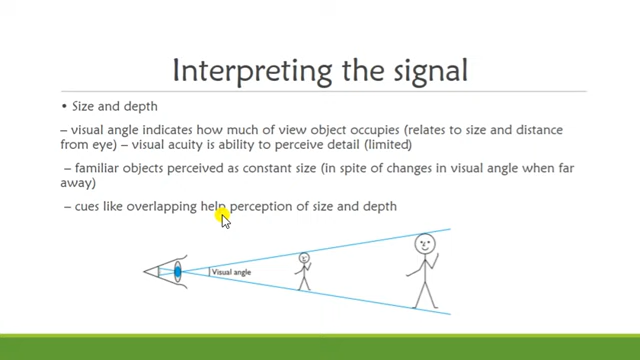 Interpreting the signal
• Size and depth
– visual angle indicates how much of view object occupies (relates to size and distance
from eye) – visual acuity is ability to perceive detail (limited)
– familiar objects perceived as constant size (in spite of changes in visual angle when far
away)
– cues like overlapping help perception of size and depth
Visual angle